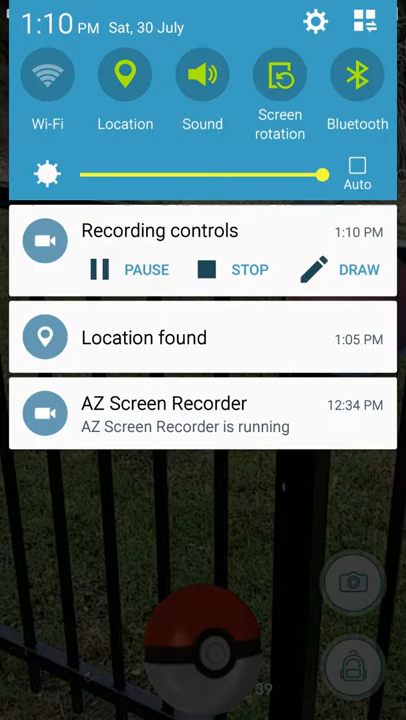 1:10 PM Sat, 30 July
Wi-Fi
Location
Sound
Screen rotation
Bluetooth
Auto
Recording controls 1:10 PM
PAUSE STOP DRAW
Location found 1:05 PM
AZ Screen Recorder 12:34 PM
AZ Screen Recorder is running
39